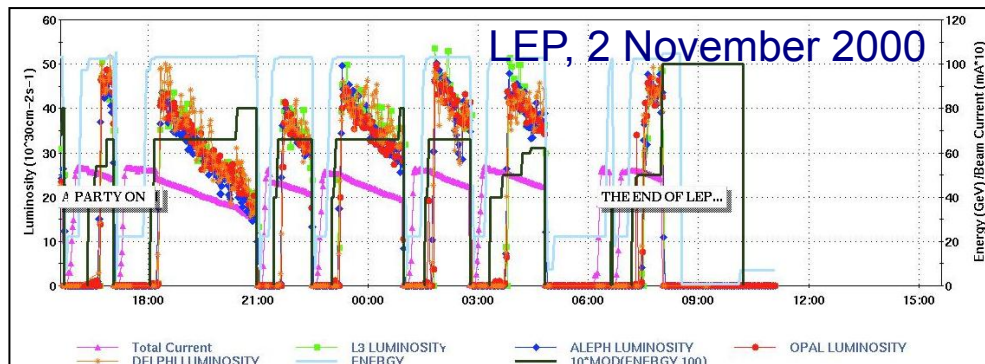 LEP, 2 November 2000
60
50
40
30
20
10
0
Luminosity (10^30cm-2s-1)
120
100
80
60
40
20
0
Energy (GeV) /Beam Current (mA*10)
PARTY ON
THE END OF LEP...
18:00 21:00 00:00 03:00 06:00 09:00 12:00 15:00
Total Current L3 LUMINOSITY ALEPH LUMINOSITY OPAL LUMINOSITY
DELPHI LUMINOSITY ENERGY 10*MOD(ENERGY,100)